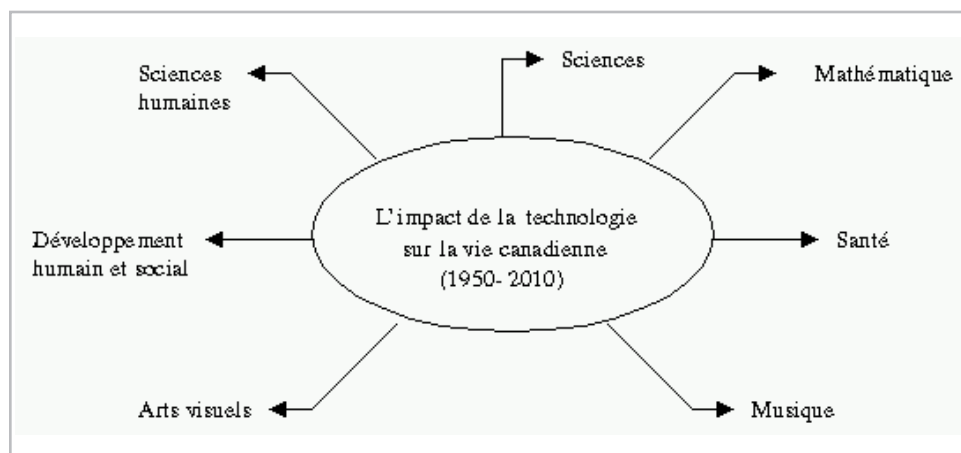 Sciences
humaines
Sciences
Mathématique
L'impact de la technologie
sur la vie canadienne
(1950-2010)
Développement
humain et social
Santé
Arts visuels
Musique